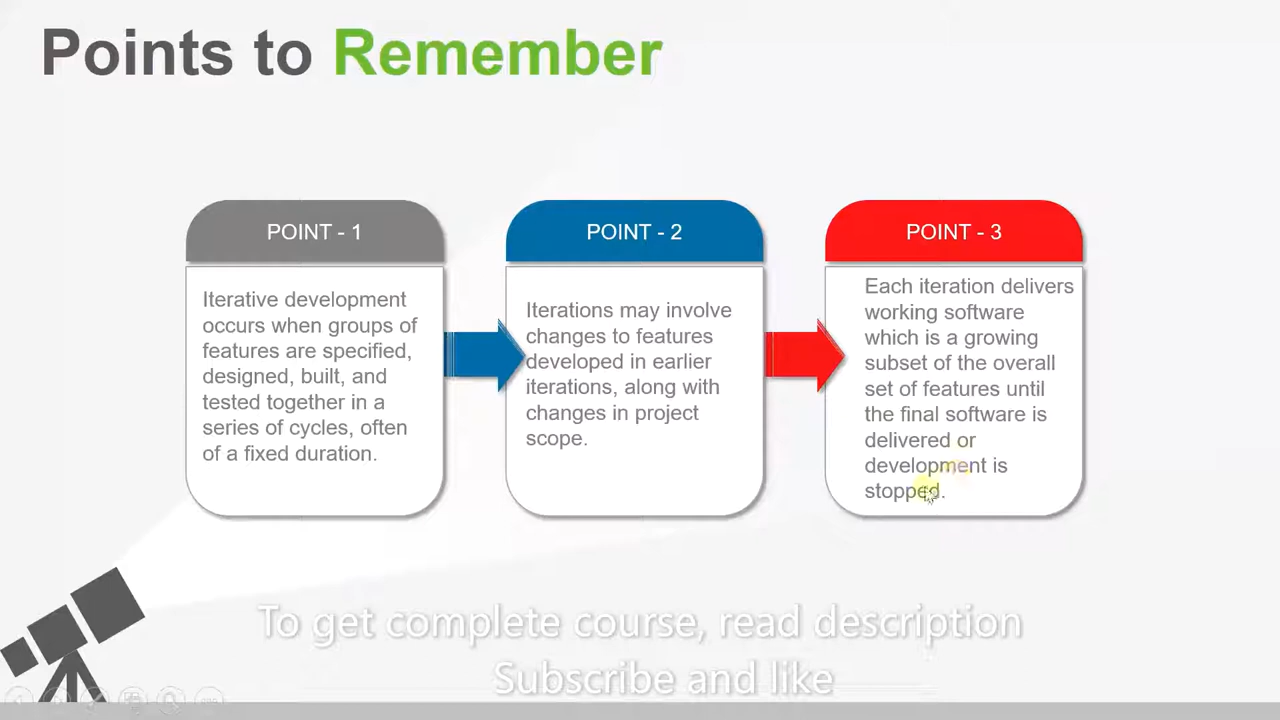 Points to Remember
POINT - 1
Iterative development
occurs when groups of
features are specified,
designed, built, and
tested together in a
series of cycles, often
of a fixed duration.
POINT - 2
Iterations may involve
changes to features
developed in earlier
iterations, along with
changes in project
scope.
POINT - 3
Each iteration delivers
working software
which is a growing
subset of the overall
set of features until
the final software is
delivered or
development is
stopped.
To get complete course, read description
Subscribe and like